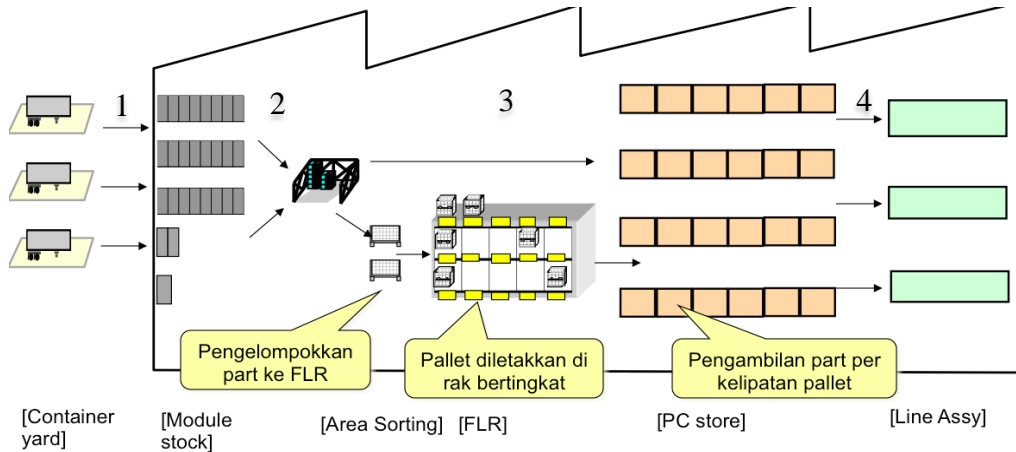 1
2
3
4
Pengelompokkan
part ke FLR
Pallet diletakkan di
rak bertingkat
Pengambilan part per
kelipatan pallet
[Container
yard]
[Module
stock]
[Area Sorting]
[FLR]
[PC store]
[Line Assy]